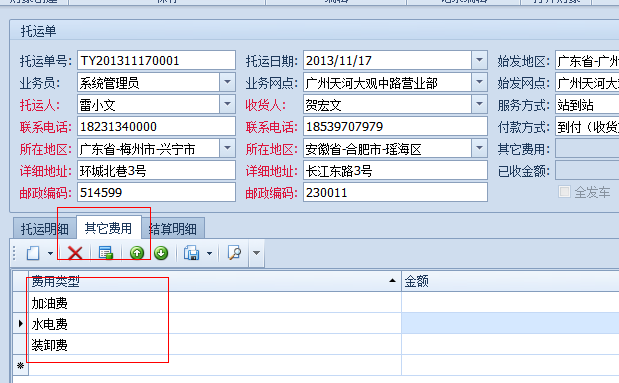 托运单
托运单号: TY201311170001 托运日期: 2013/11/17 始发地区: 广东省-广州
业务员: 系统管理员 业务网点: 广州天河大观中路营业部 始发网点: 广州天河大
托运人: 雷小文 收货人: 贺宏文 服务方式: 站到站
联系电话: 18231340000 联系电话: 18539707979 付款方式: 到付（收货
所在地区: 广东省-梅州市-兴宁市 所在地区: 安徽省-合肥市-瑶海区 其它费用:
详细地址: 环城北巷3号 详细地址: 长江东路3号 已收金额:
邮政编码: 514599 邮政编码: 230011 全发车
托运明细 其它费用 结算明细
费用类型 金额
加油费
水电费
装卸费